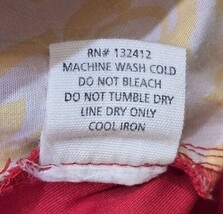 RN# 132412
MACHINE WASH COLD
DO NOT BLEACH
DO NOT TUMBLE DRY
LINE DRY ONLY
COOL IRON